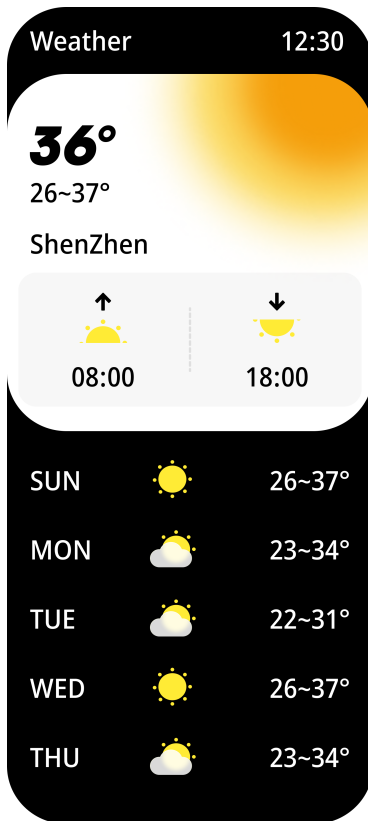 Weather 12:30
36°
26~37°
ShenZhen
08:00 18:00
SUN 26~37°
MON 23~34°
TUE 22~31°
WED 26~37°
THU 23~34°